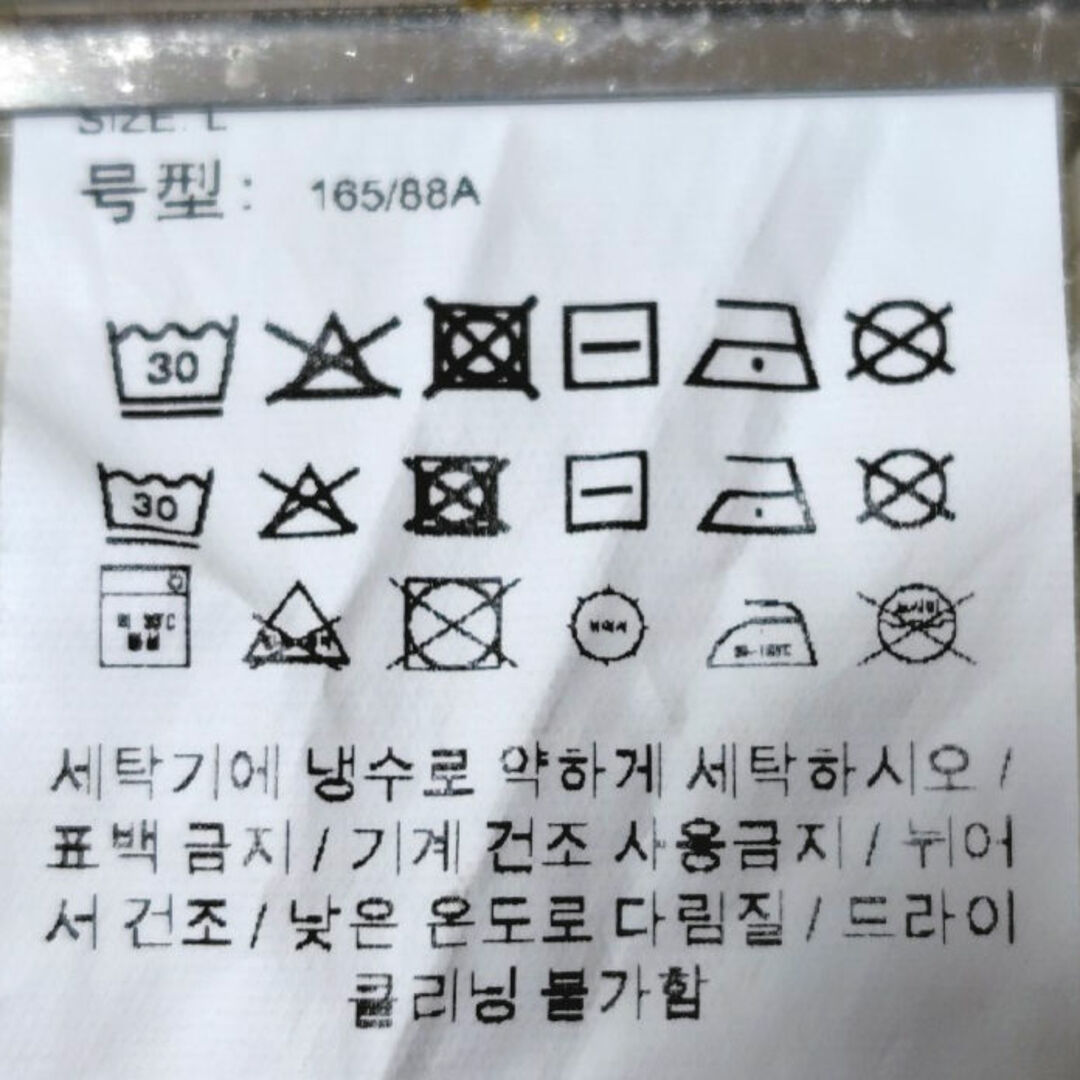 SIZE: L
号型: 165/88A
30
30
세탁기에 냉수로 약하게 세탁하시오 /
표백 금지 / 기계 건조 사용금지 / 뉘어
서 건조 / 낮은 온도로 다림질 / 드라이
클리닝 불가함